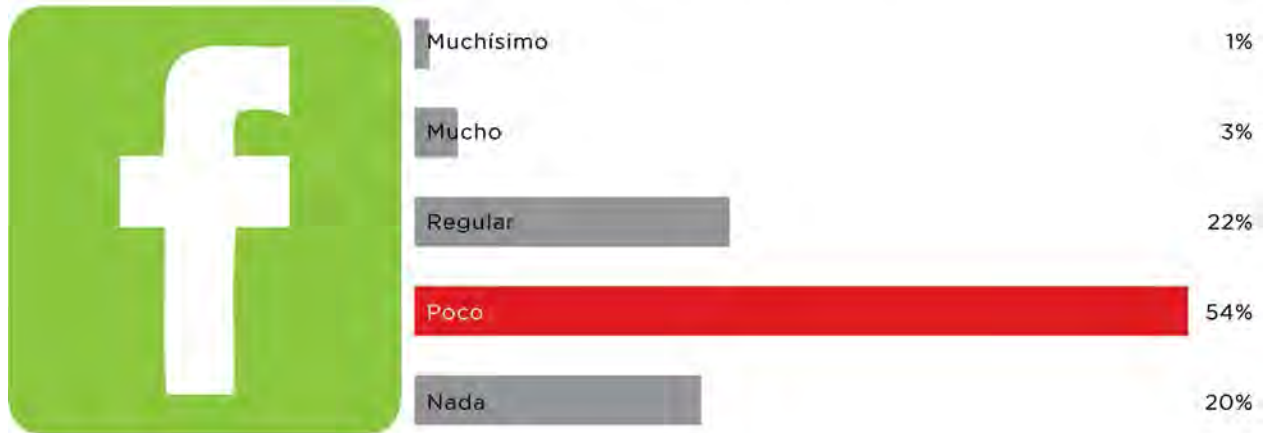 f
Muchísimo 1%
Mucho 3%
Regular 22%
Poco 54%
Nada 20%